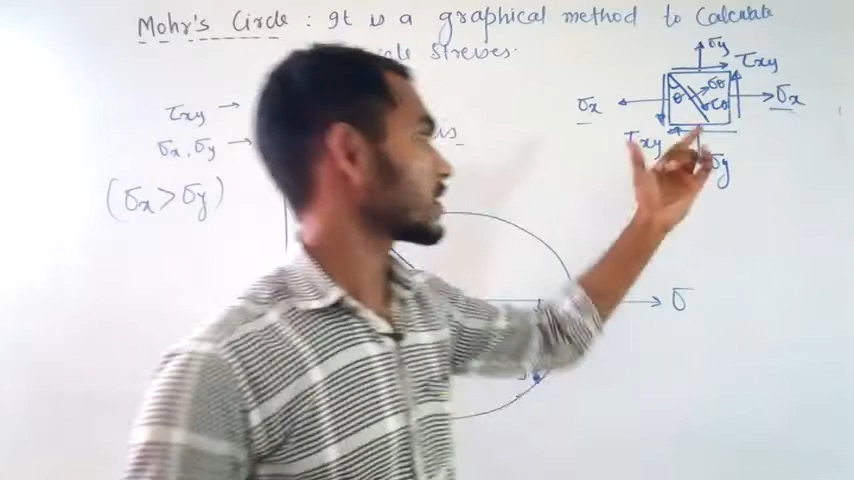 Mohr's Circle : It is a graphical method to Calculate
stresses.
σy
τxy
σx
σθ
θ
σx
τxy
σy
τxy →
σx, σy →
is
(σx > σy)
σ